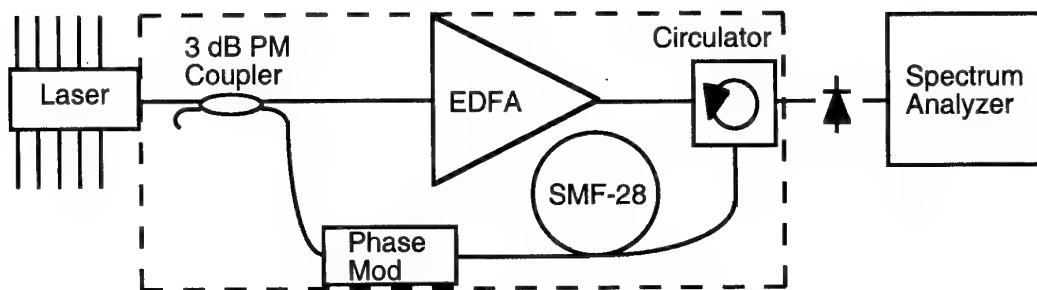 3 dB PM
Coupler
Circulator
Laser
EDFA
Spectrum
Analyzer
SMF-28
Phase
Mod